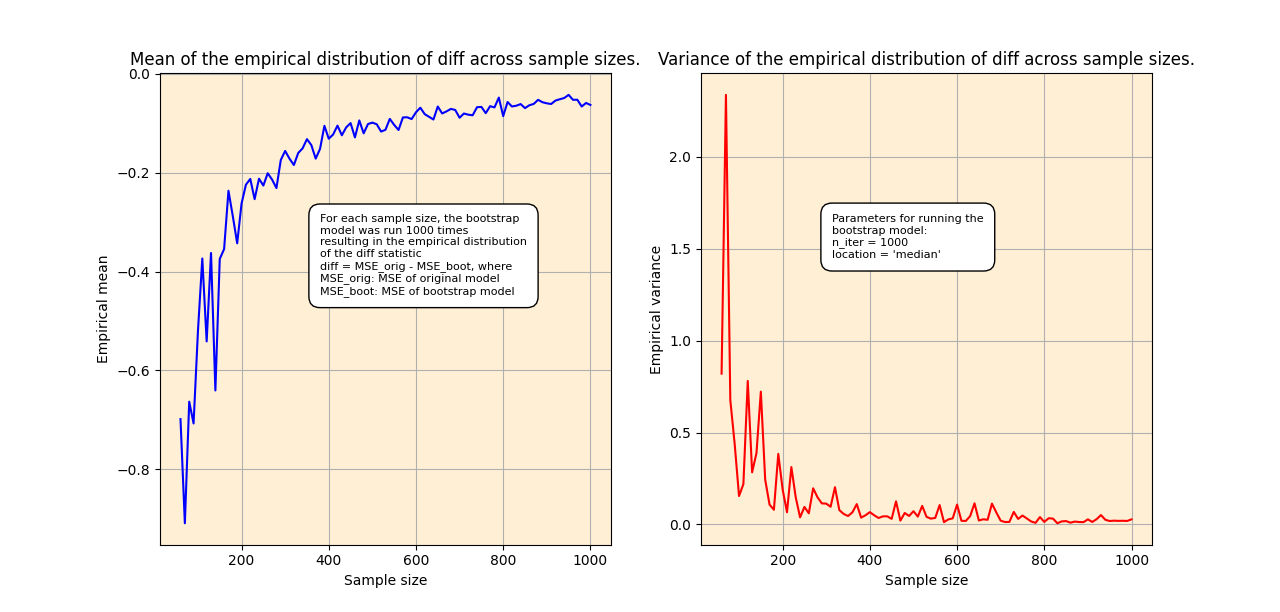 Mean of the empirical distribution of diff across sample sizes.
0.0
−0.2
−0.4
−0.6
−0.8
Empirical mean
For each sample size, the bootstrap
model was run 1000 times
resulting in the empirical distribution
of the diff statistic
diff = MSE_orig - MSE_boot, where
MSE_orig: MSE of original model
MSE_boot: MSE of bootstrap model
200 400 600 800 1000
Sample size
Variance of the empirical distribution of diff across sample sizes.
2.0
1.5
1.0
0.5
0.0
Empirical variance
Parameters for running the
bootstrap model:
n_iter = 1000
location = 'median'
200 400 600 800 1000
Sample size